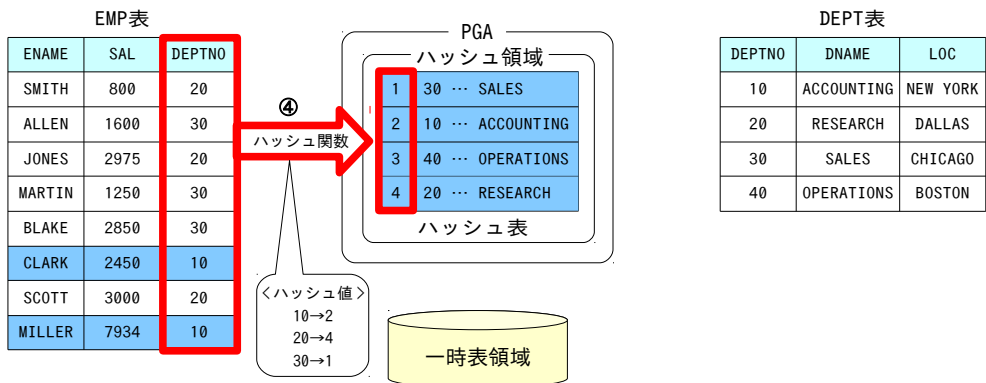 EMP表
ENAME SAL DEPTNO
SMITH 800 20
ALLEN 1600 30
JONES 2975 20
MARTIN 1250 30
BLAKE 2850 30
CLARK 2450 10
SCOTT 3000 20
MILLER 7934 10
④
ハッシュ関数
<ハッシュ値>
10→2
20→4
30→1
PGA
ハッシュ領域
1 30 … SALES
2 10 … ACCOUNTING
3 40 … OPERATIONS
4 20 … RESEARCH
ハッシュ表
一時表領域
DEPT表
DEPTNO DNAME LOC
10 ACCOUNTING NEW YORK
20 RESEARCH DALLAS
30 SALES CHICAGO
40 OPERATIONS BOSTON